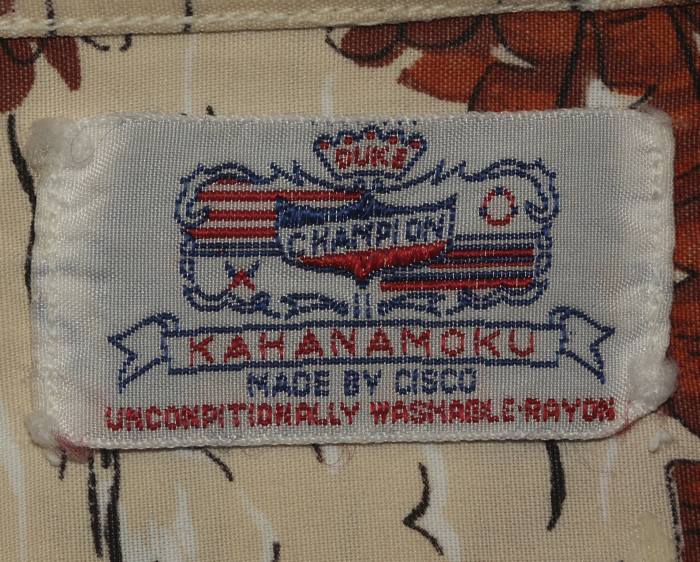 DUKE
CHAMPION
KAHANAMOKU
MADE BY CISCO
UNCONDITIONALLY WASHABLE·RAYON